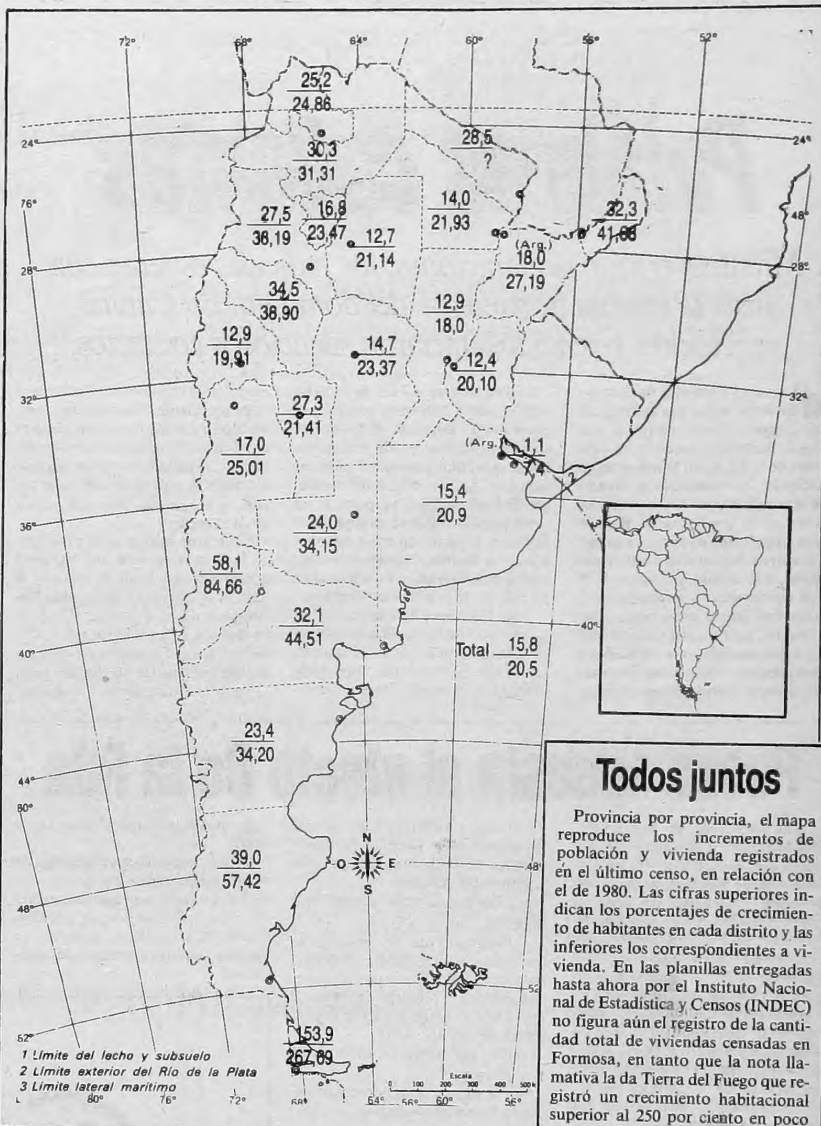 72° 68° 64° 60° 56° 52°
25,2
24,86
24° 24°
30,3
31,31
28,5
?
27,5
36,19
16,8
23,47
14,0
21,93
32,3
26° 48°
12,7
21,14
(Arg.)
18,0
27,19
28° 28°
34,5
38,90
12,9
18,0
12,9
19,91
14,7
23,37
12,4
20,10
32° 32°
27,3
21,41
17,0
25,01
(Arg.)
1,1
7,4
15,4
20,9
36°
24,0
34,15
58,1
84,66
32,1
44,51
40° 40°
Total 15,8
20,5
23,4
34,20
44°
80°
N
O E
S
48°
39,0
57,42
48°
52
153,9
267,69
52°
1 Límite del lecho y subsuelo
2 Límite exterior del Río de la Plata
3 Límite lateral marítimo
Escala
0 100 200 300 400 500 k
80° 76° 72° 68° 64° 56° 60° 56°
Todos juntos
Provincia por provincia, el mapa
reproduce los incrementos de
población y vivienda registrados
en el último censo, en relación con
el de 1980. Las cifras superiores in-
dican los porcentajes de crecimien-
to de habitantes en cada distrito y las
inferiores los correspondientes a vi-
vienda. En las planillas entregadas
hasta ahora por el Instituto Nacio-
nal de Estadística y Censos (INDEC)
no figura aún el registro de la canti-
dad total de viviendas censadas en
Formosa, en tanto que la nota lla-
mativa la da Tierra del Fuego que re-
gistró un crecimiento habitacional
superior al 250 por ciento en poco